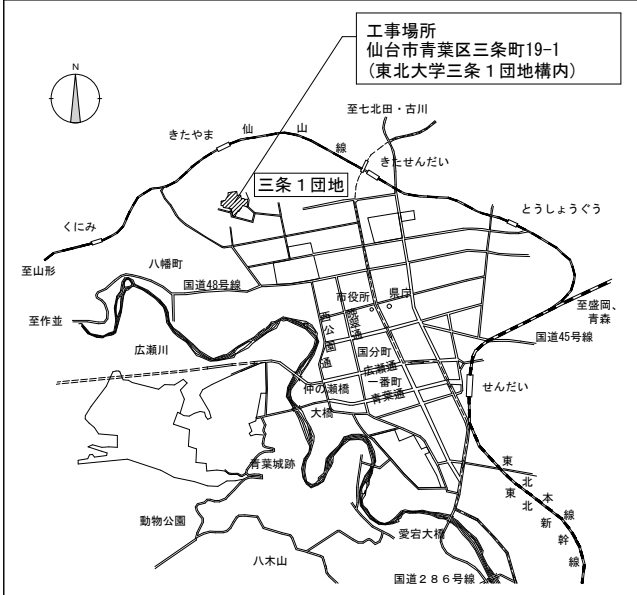 工事場所
仙台市青葉区三条町19-1
(東北大学三条１団地構内)
N
至七北田・古川
きたやま
仙山線
きたせんだい
三条１団地
とうしょうぐう
くにみ
至山形
八幡町
国道48号線
市役所
県庁
至盛岡、
青森
至作並
西公園通
晩翠通
国道45号線
広瀬川
国分町
広瀬通
せんだい
仲の瀬橋
一番町
青葉通
大橋
青葉城跡
東北本線
東北新幹線
動物公園
愛宕大橋
八木山
国道２８６号線